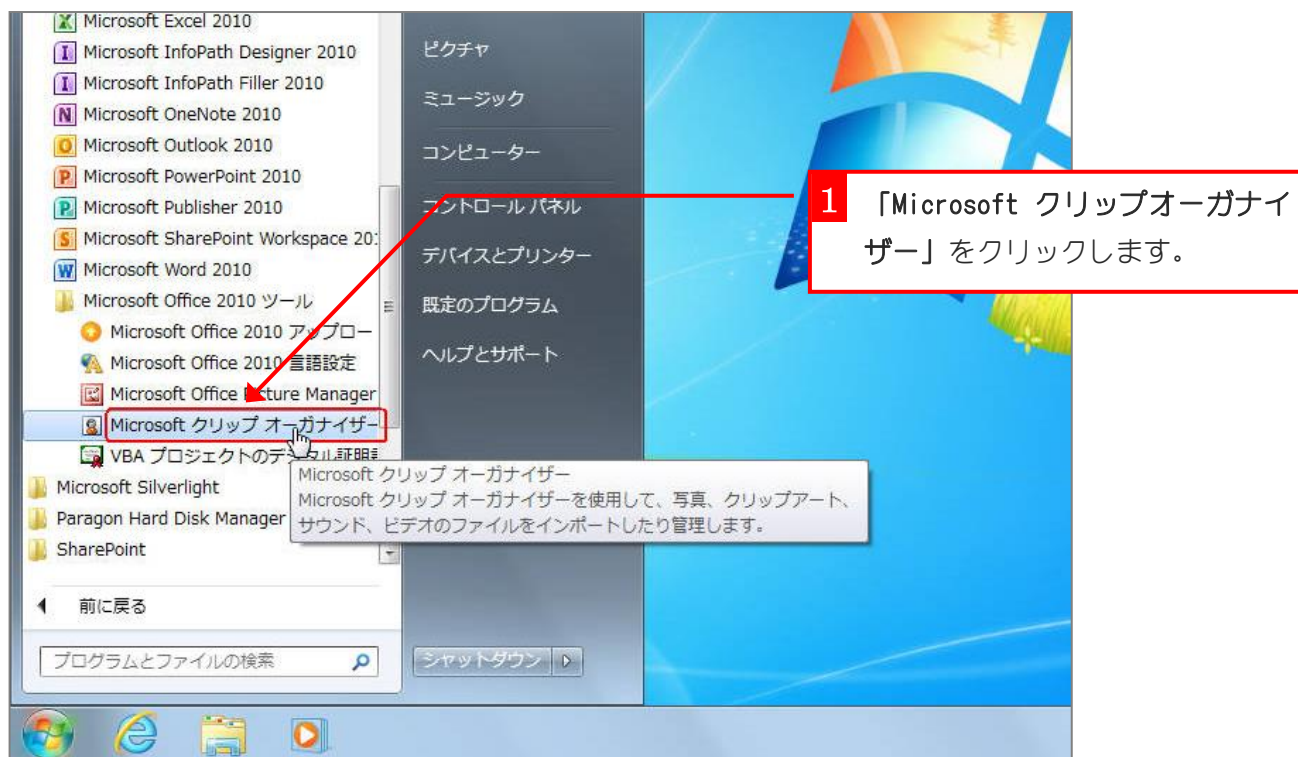 Microsoft Excel 2010
Microsoft InfoPath Designer 2010
Microsoft InfoPath Filler 2010
Microsoft OneNote 2010
Microsoft Outlook 2010
Microsoft PowerPoint 2010
Microsoft Publisher 2010
Microsoft SharePoint Workspace 20
Microsoft Word 2010
Microsoft Office 2010 ツール
Microsoft Office 2010 アップロー
Microsoft Office 2010 言語設定
Microsoft Office Picture Manager
Microsoft クリップ オーガナイザー
VBA プロジェクトのデジタル証明
Microsoft Silverlight
Paragon Hard Disk Manager
SharePoint
前に戻る
プログラムとファイルの検索
ピクチャ
ミュージック
コンピューター
コントロール パネル
デバイスとプリンター
既定のプログラム
ヘルプとサポート
シャットダウン
Microsoft クリップ オーガナイザー
Microsoft クリップ オーガナイザーを使用して、写真、クリップアート、
サウンド、ビデオのファイルをインポートしたり管理します。
1 「Microsoft クリップオーガナイ
ザー」をクリックします。